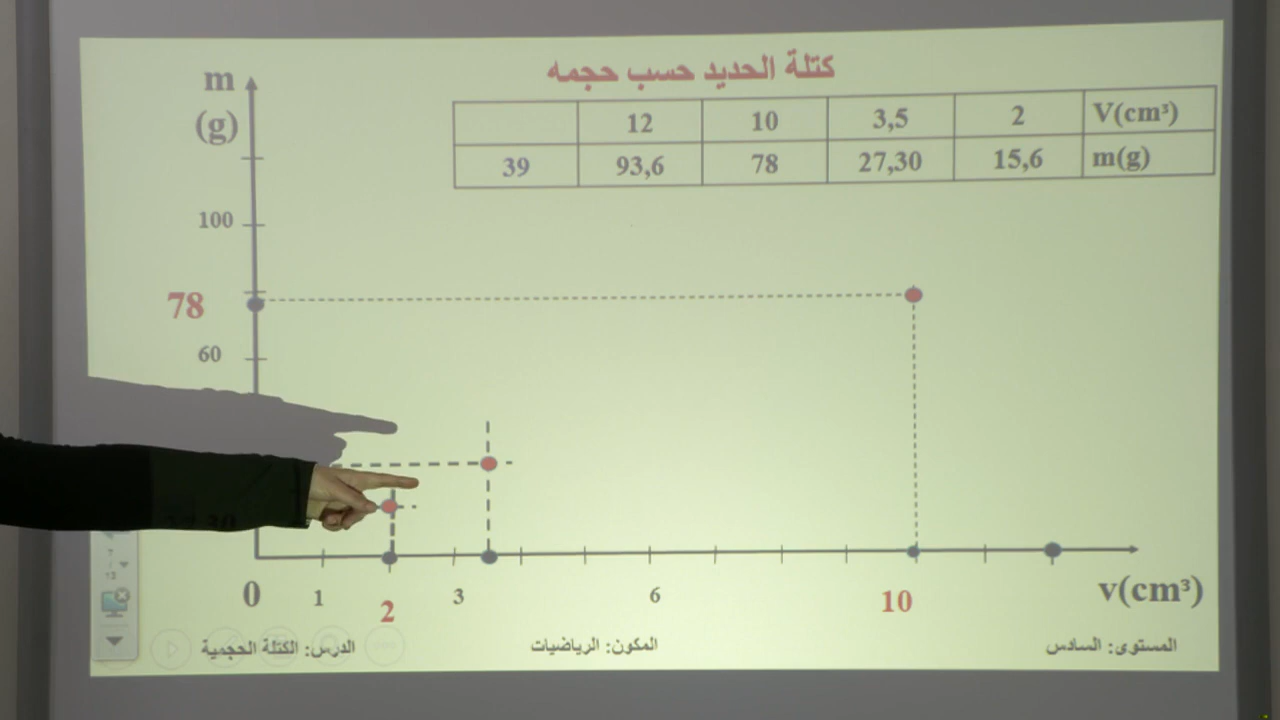 كتلة الحديد حسب حجمه
V(cm³) 2 3,5 10 12
m(g) 15,6 27,30 78 93,6 39
m
(g)
100
78
60
0 1 2 3 6 10 v(cm³)
المستوى: السادس المكون: الرياضيات الدرس: الكتلة الحجمية